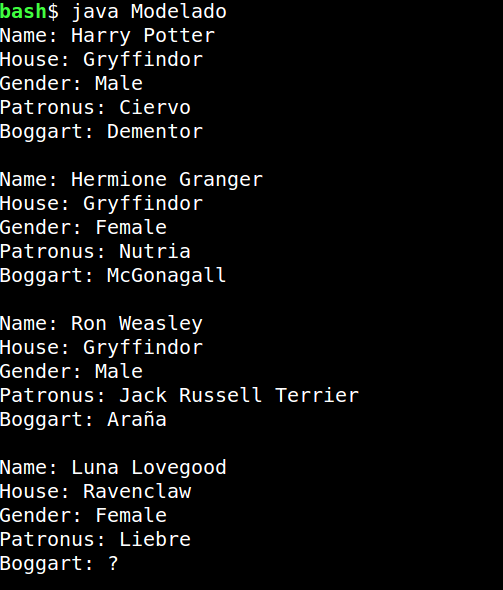 bash$ java Modelado
Name: Harry Potter
House: Gryffindor
Gender: Male
Patronus: Ciervo
Boggart: Dementor
Name: Hermione Granger
House: Gryffindor
Gender: Female
Patronus: Nutria
Boggart: McGonagall
Name: Ron Weasley
House: Gryffindor
Gender: Male
Patronus: Jack Russell Terrier
Boggart: Araña
Name: Luna Lovegood
House: Ravenclaw
Gender: Female
Patronus: Liebre
Boggart: ?